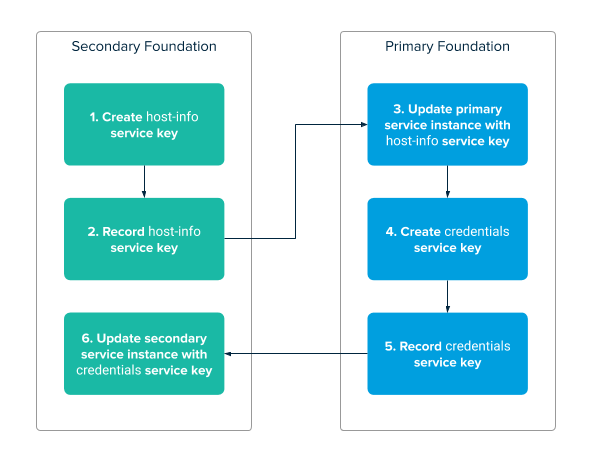 Secondary Foundation
1. Create host-info
service key
2. Record host-info
service key
6. Update secondary
service instance with
credentials service key
Primary Foundation
3. Update primary
service instance with
host-info service key
4. Create credentials
service key
5. Record credentials
service key